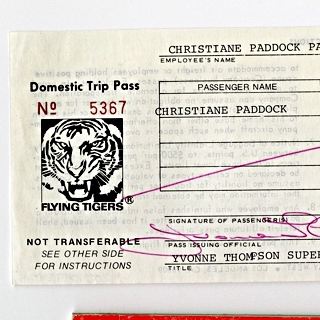 CHRISTIANE PADDOCK PA
EMPLOYEE'S NAME
Domestic Trip Pass
Nº 5367
PASSENGER NAME
CHRISTIANE PADDOCK
FLYING TIGERS®
SIGNATURE OF PASSENGER(S)
NOT TRANSFERABLE
SEE OTHER SIDE
FOR INSTRUCTIONS
PASS ISSUING OFFICIAL
YVONNE THOMPSON SUPER
TITLE